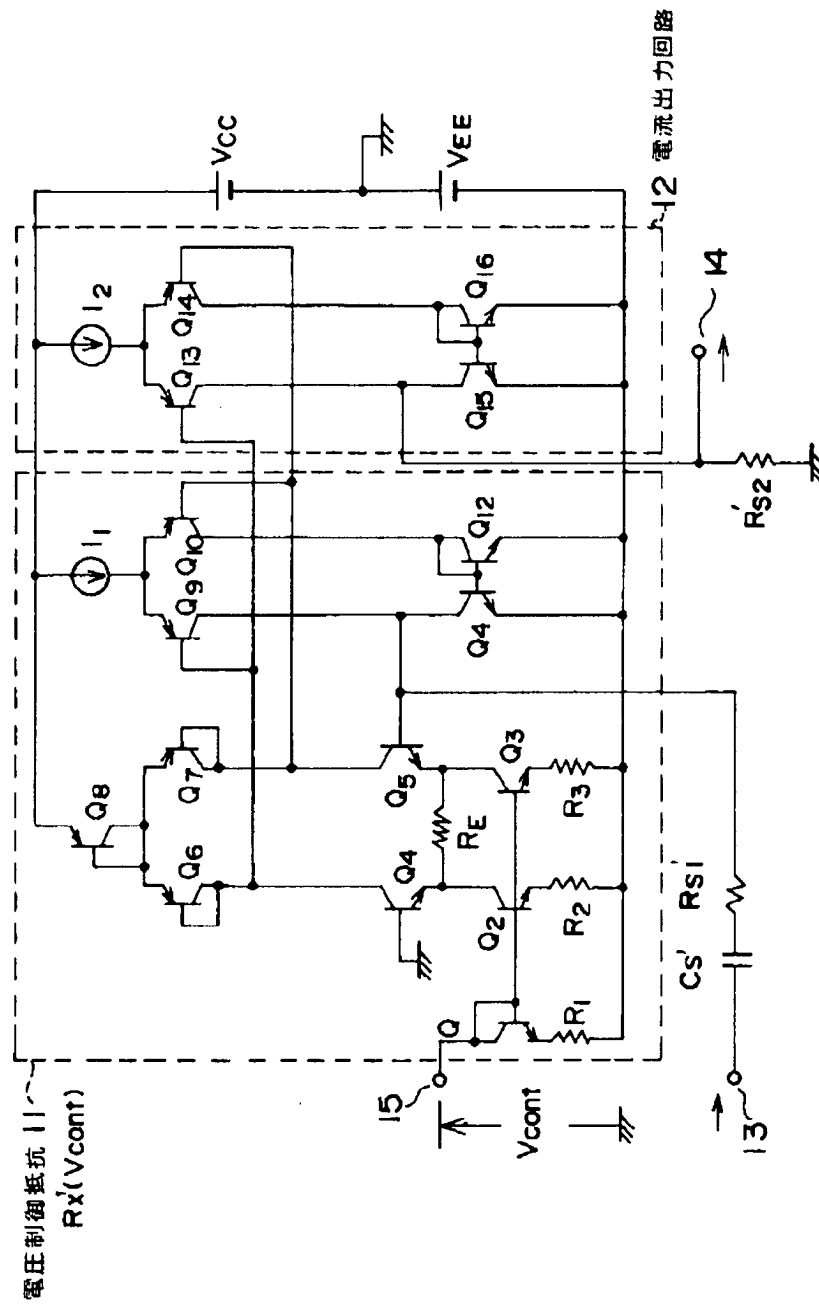 電圧制御抵抗 11
Rx'(Vcont)
12 電流出力回路
VCC
VEE
I1
I2
Q8
Q6
Q7
Q9
Q10
Q13
Q14
Q4
Q5
RE
Q2
Q3
Q
R1
R2
R3
Q4
Q12
Q15
Q16
14
RS2'
15
Vcont
13
CS'
RS1'